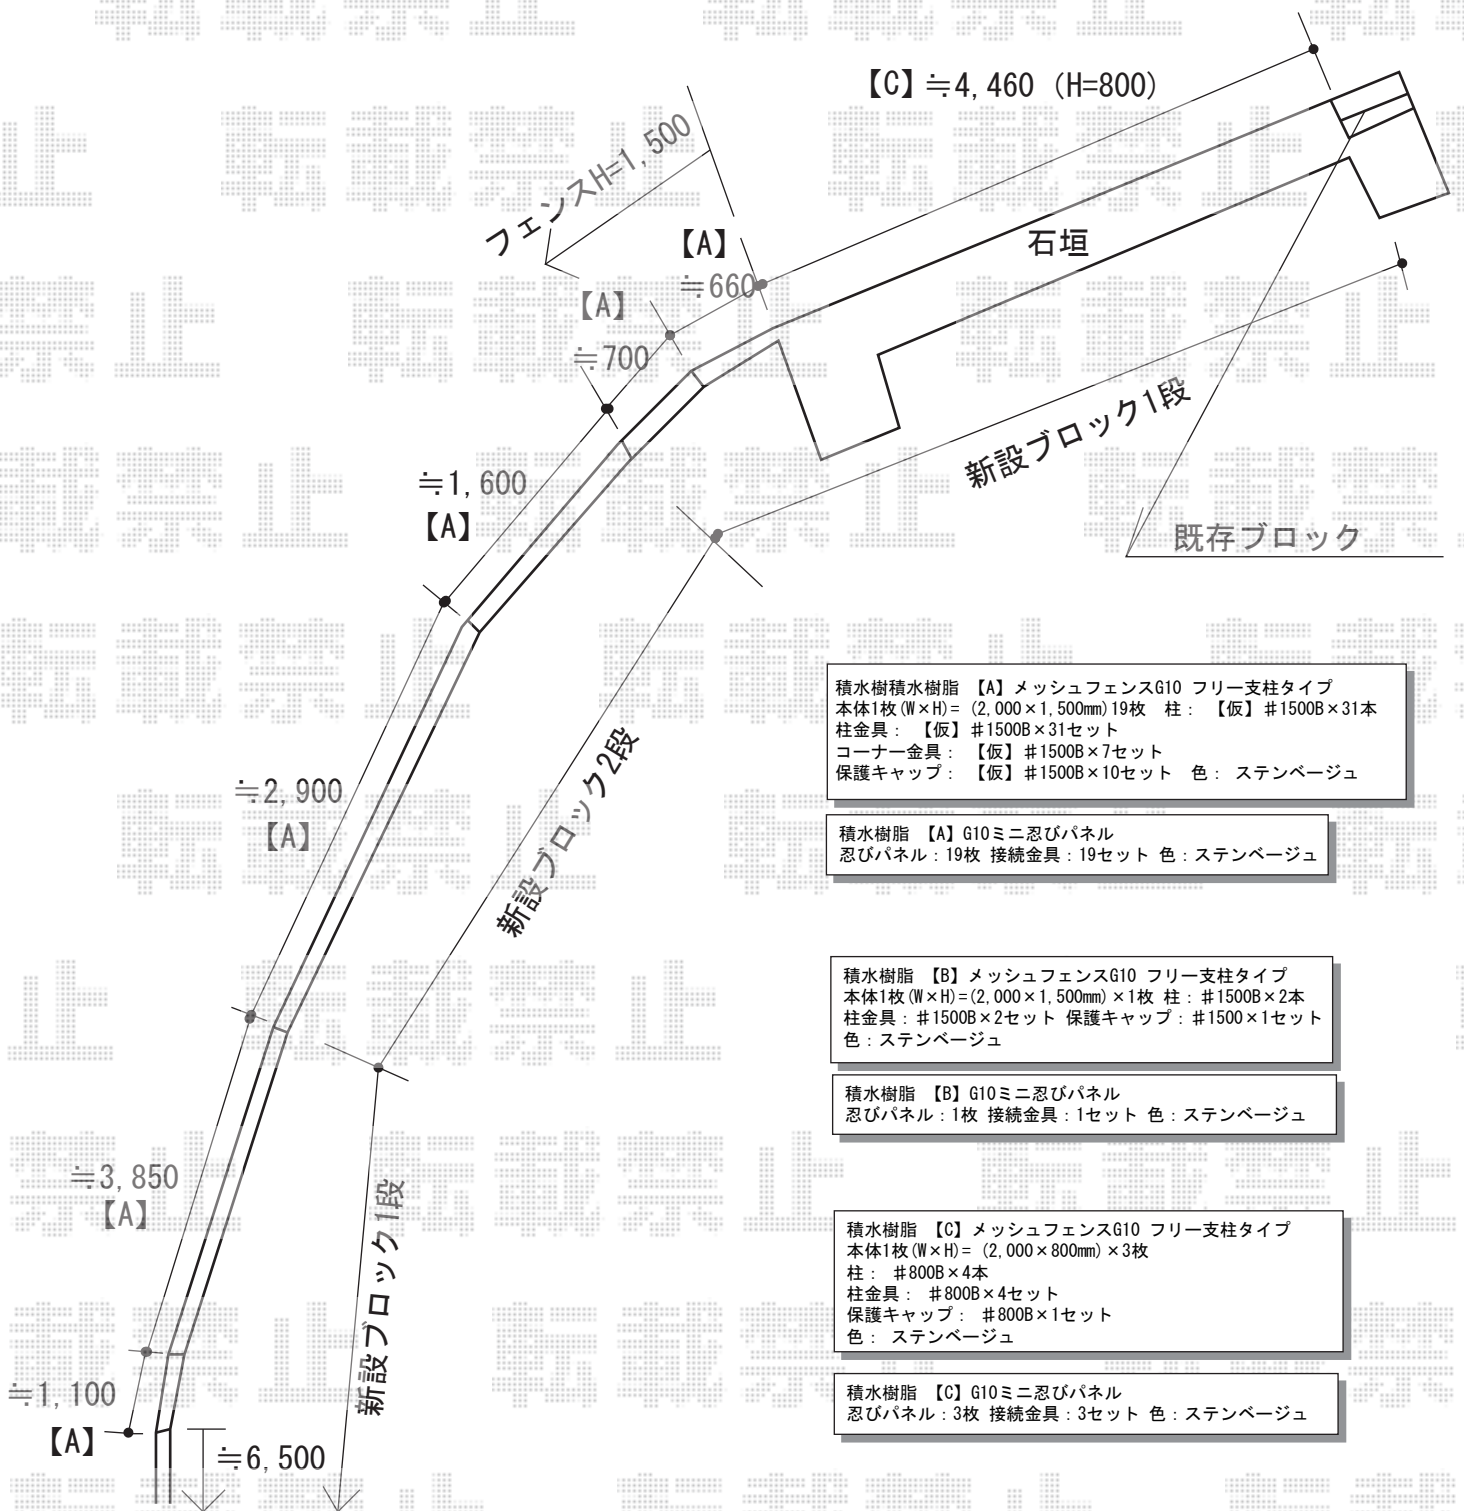 【C】≒4,460 (H=800)
フェンスH=1,500
【A】
≒660
【A】
≒700
石垣
≒1,600
【A】
新設ブロック1段
既存ブロック
≒2,900
【A】
新設ブロック2段
≒3,850
【A】
新設ブロック1段
≒1,100
【A】
≒6,500
積水樹積水樹脂 【A】メッシュフェンスG10 フリー支柱タイプ
本体1枚(W×H)= (2,000×1,500mm)19枚 柱: 【仮】♯1500B×31本
柱金具: 【仮】♯1500B×31セット
コーナー金具: 【仮】♯1500B×7セット
保護キャップ: 【仮】♯1500B×10セット 色: ステンベージュ
積水樹脂 【A】G10ミニ忍びパネル
忍びパネル:19枚 接続金具:19セット 色:ステンベージュ
積水樹脂 【B】メッシュフェンスG10 フリー支柱タイプ
本体1枚(W×H)=(2,000×1,500mm)×1枚 柱:♯1500B×2本
柱金具:♯1500B×2セット 保護キャップ:♯1500×1セット
色:ステンベージュ
積水樹脂 【B】G10ミニ忍びパネル
忍びパネル:1枚 接続金具:1セット 色:ステンベージュ
積水樹脂 【C】メッシュフェンスG10 フリー支柱タイプ
本体1枚(W×H)= (2,000×800mm)×3枚
柱: ♯800B×4本
柱金具: ♯800B×4セット
保護キャップ: ♯800B×1セット
色: ステンベージュ
積水樹脂 【C】G10ミニ忍びパネル
忍びパネル:3枚 接続金具:3セット 色:ステンベージュ
転載禁止